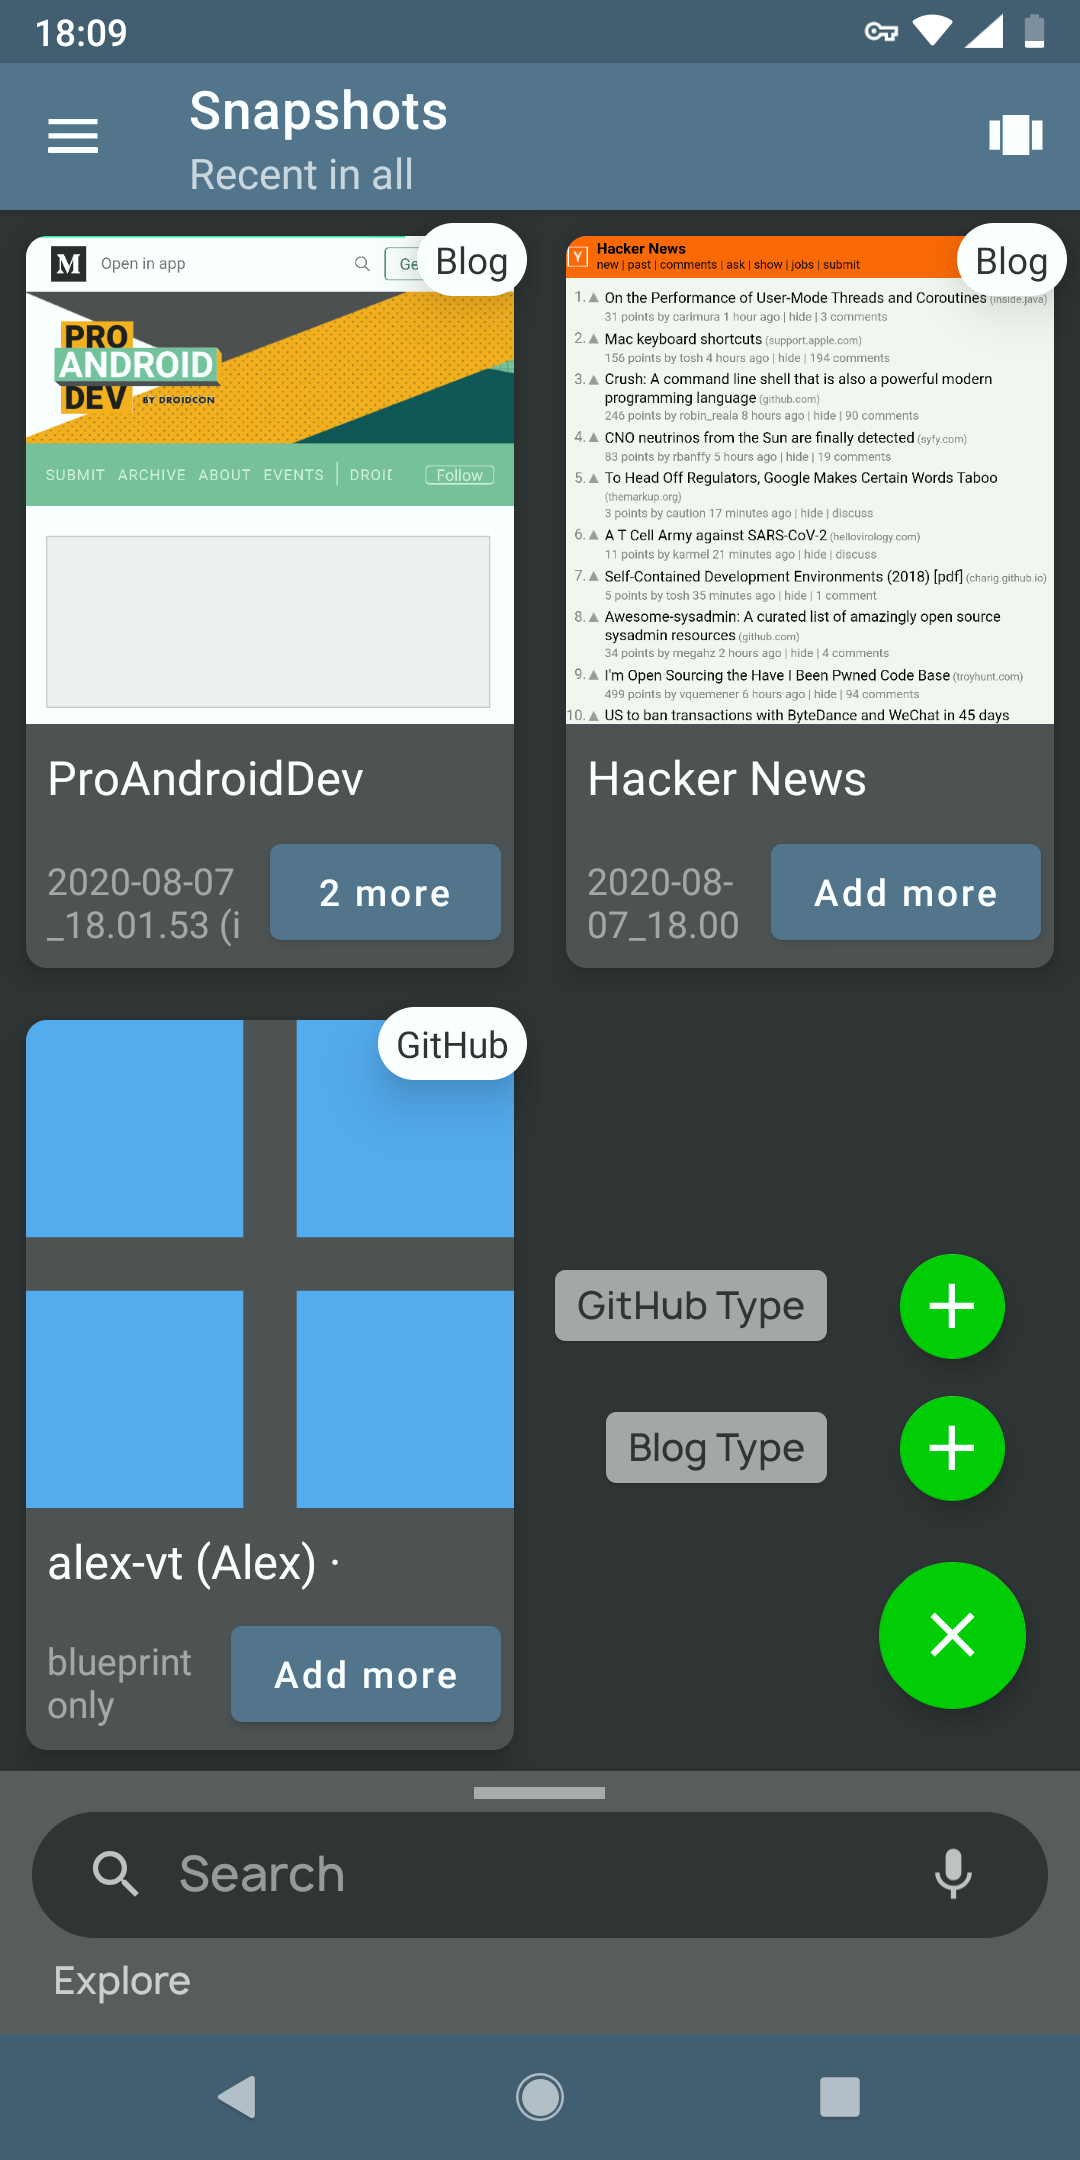 18:09
Snapshots
Recent in all
M Open in app
Ge
Blog
PRO
ANDROID
DEV BY DROIDCON
SUBMIT ARCHIVE ABOUT EVENTS DROI
Follow
ProAndroidDev
2020-08-07
_18.01.53 (i
2 more
Y Hacker News
new | past | comments | ask | show | jobs | submit
Blog
1. On the Performance of User-Mode Threads and Coroutines (inside.java)
31 points by carimura 1 hour ago | hide | 3 comments
2. Mac keyboard shortcuts (support.apple.com)
156 points by tosh 4 hours ago | hide | 194 comments
3. Crush: A command line shell that is also a powerful modern
programming language (github.com)
246 points by robin_reala 8 hours ago | hide | 90 comments
4. CNO neutrinos from the Sun are finally detected (syfy.com)
83 points by rbanffy 5 hours ago | hide | 19 comments
5. To Head Off Regulators, Google Makes Certain Words Taboo
(themarkup.org)
3 points by caution 17 minutes ago | hide | discuss
6. A T Cell Army against SARS-CoV-2 (hellovirology.com)
11 points by karmel 21 minutes ago | hide | discuss
7. Self-Contained Development Environments (2018) [pdf] (charig.github.io)
5 points by tosh 35 minutes ago | hide | 1 comment
8. Awesome-sysadmin: A curated list of amazingly open source
sysadmin resources (github.com)
34 points by megahz 2 hours ago | hide | 4 comments
9. I'm Open Sourcing the Have I Been Pwned Code Base (troyhunt.com)
499 points by vquemener 6 hours ago | hide | 94 comments
10. US to ban transactions with ByteDance and WeChat in 45 days
Hacker News
2020-08-
07_18.00
Add more
GitHub
alex-vt (Alex) ·
blueprint
only
Add more
GitHub Type
Blog Type
Search
Explore